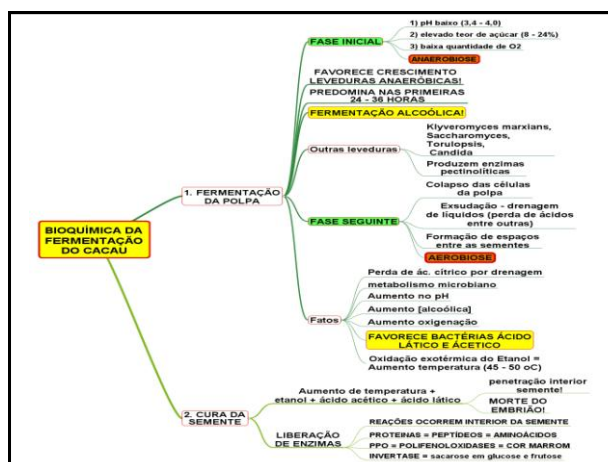 BIOQUÍMICA DA
FERMENTAÇÃO
DO CACAU
1. FERMENTAÇÃO
DA POLPA
FASE INICIAL
1) pH baixo (3,4 - 4,0)
2) elevado teor de açúcar (8 - 24%)
3) baixa quantidade de O2
ANAEROBIOSE
FAVORECE CRESCIMENTO
LEVEDURAS ANAERÓBICAS!
PREDOMINA NAS PRIMEIRAS
24 - 36 HORAS
FERMENTAÇÃO ALCOÓLICA!
Outras leveduras
Klyveromyces marxians,
Saccharomyces,
Torulopsis,
Candida
Produzem enzimas
pectinolíticas
FASE SEGUINTE
Colapso das células
da polpa
Exsudação - drenagem
de líquidos (perda de ácidos
entre outras)
Formação de espaços
entre as sementes
AEROBIOSE
Fatos
Perda de ác. cítrico por drenagem
metabolismo microbiano
Aumento no pH
Aumento [alcoólica]
Aumento oxigenação
FAVORECE BACTÉRIAS ÁCIDO
LÁTICO E ÁCETICO
Oxidação exotérmica do Etanol =
Aumento temperatura (45 - 50 oC)
2. CURA DA
SEMENTE
Aumento de temperatura +
etanol + ácido acético + ácido lático
penetração interior
semente!
MORTE DO
EMBRIÃO!
LIBERAÇÃO
DE ENZIMAS
REAÇÕES OCORREM INTERIOR DA SEMENTE
PROTEINAS = PEPTÍDEOS = AMINOÁCIDOS
PPO = POLIFENOLOXIDASES = COR MARROM
INVERTASE = sacarose em glucose e frutose